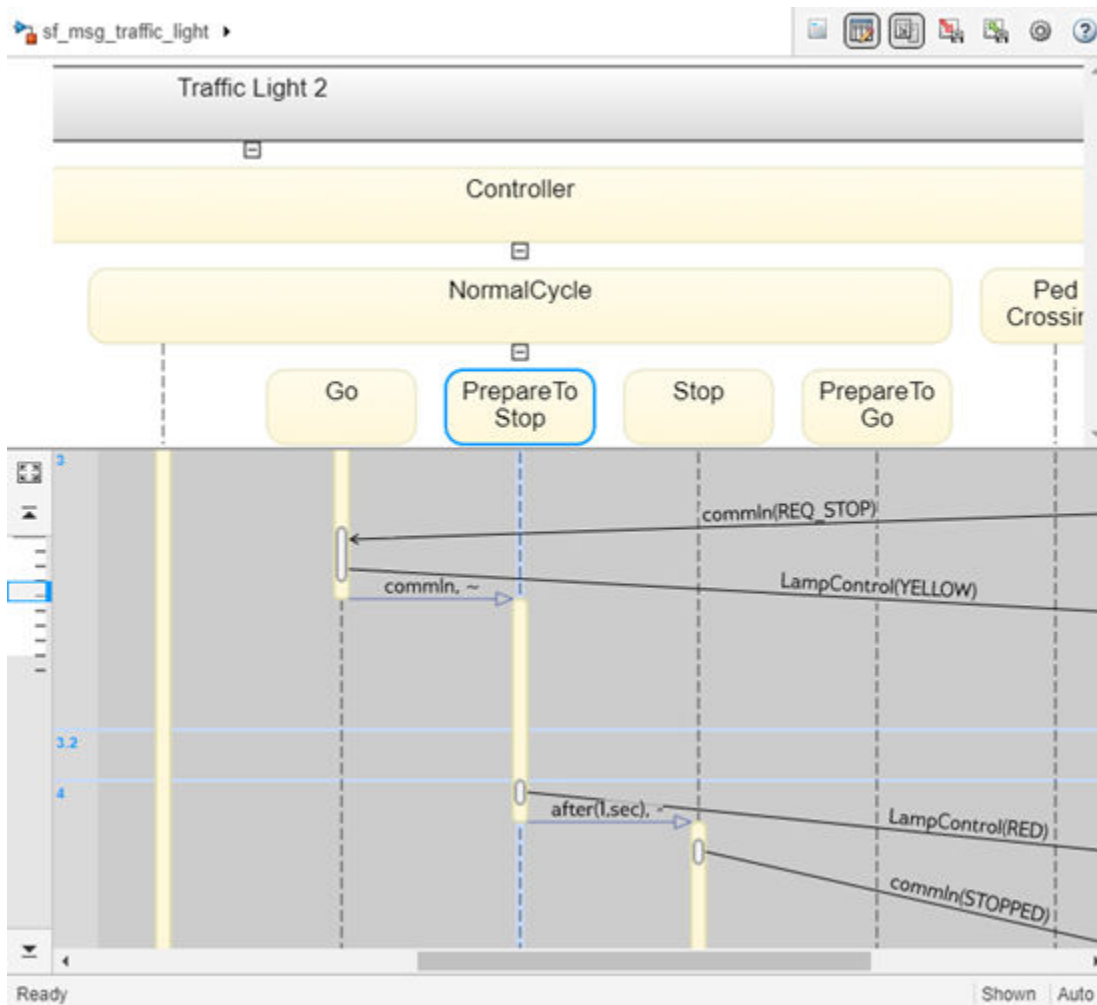 sf_msg_traffic_light
Traffic Light 2
Controller
NormalCycle
Ped
Crossin
Go
PrepareTo
Stop
Stop
PrepareTo
Go
3
commIn(REQ_STOP)
LampControl(YELLOW)
commIn, ~
3.2
4
after(1,sec), ~
LampControl(RED)
commIn(STOPPED)
Ready
Shown
Auto